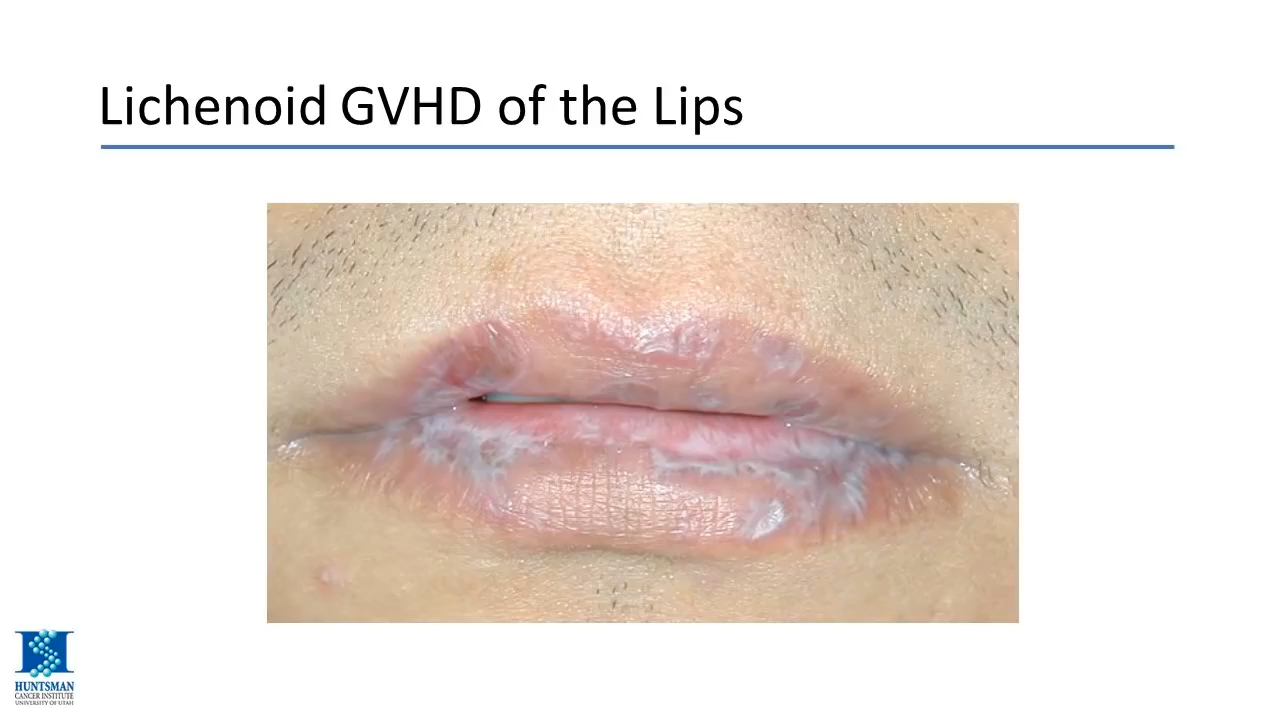 Lichenoid GVHD of the Lips
HUNTSMAN
CANCER INSTITUTE
UNIVERSITY OF UTAH